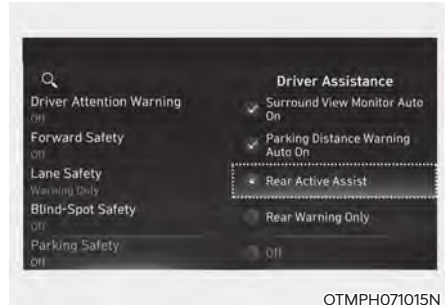 Driver Assistance
Driver Attention Warning
Off
Forward Safety
Off
Lane Safety
Warning Only
Blind-Spot Safety
Off
Parking Safety
Off
Surround View Monitor Auto
On
Parking Distance Warning
Auto On
Rear Active Assist
Rear Warning Only
Off
OTMPH071015N